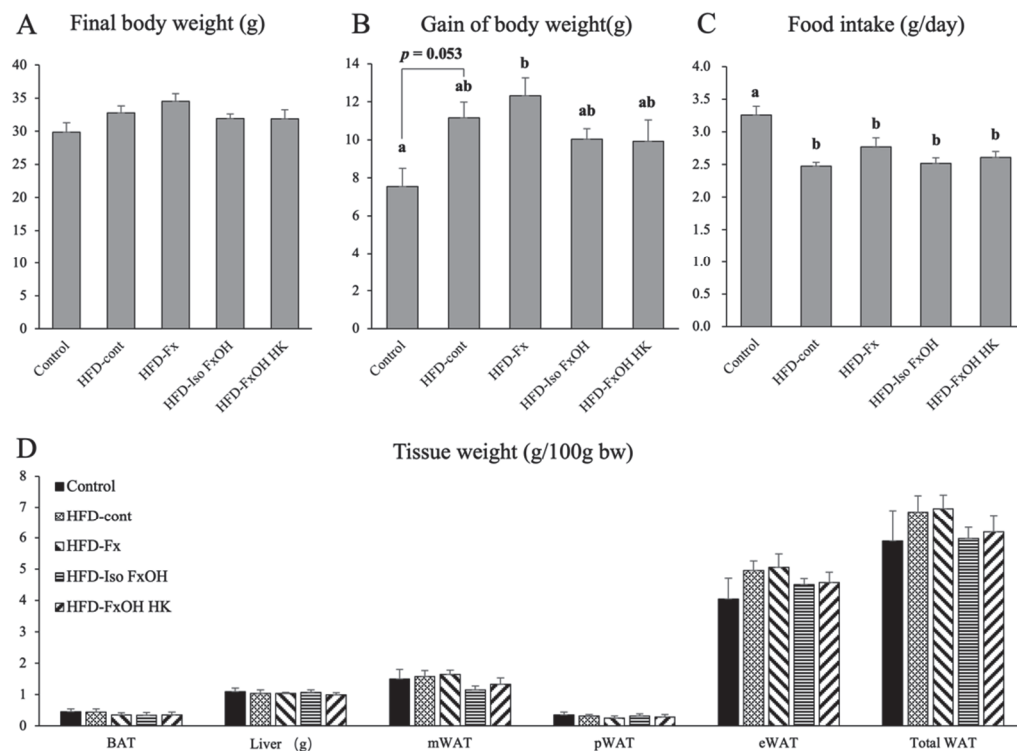 A Final body weight (g)
40
35
30
25
20
15
10
5
0
Control
HFD-cont
HFD-Fx
HFD-Iso FxOH
HFD-FxOH HK
B Gain of body weight(g)
p = 0.053
14
12
10
8
6
4
2
0
a
ab
b
ab
ab
Control
HFD-cont
HFD-Fx
HFD-Iso FxOH
HFD-FxOH HK
C Food intake (g/day)
4.0
3.5
3.0
2.5
2.0
1.5
1.0
0.5
0.0
a
b
b
b
b
Control
HFD-cont
HFD-Fx
HFD-Iso FxOH
HFD-FxOH HK
D Tissue weight (g/100g bw)
8
7
6
5
4
3
2
1
0
Control
HFD-cont
HFD-Fx
HFD-Iso FxOH
HFD-FxOH HK
BAT Liver (g) mWAT pWAT eWAT Total WAT